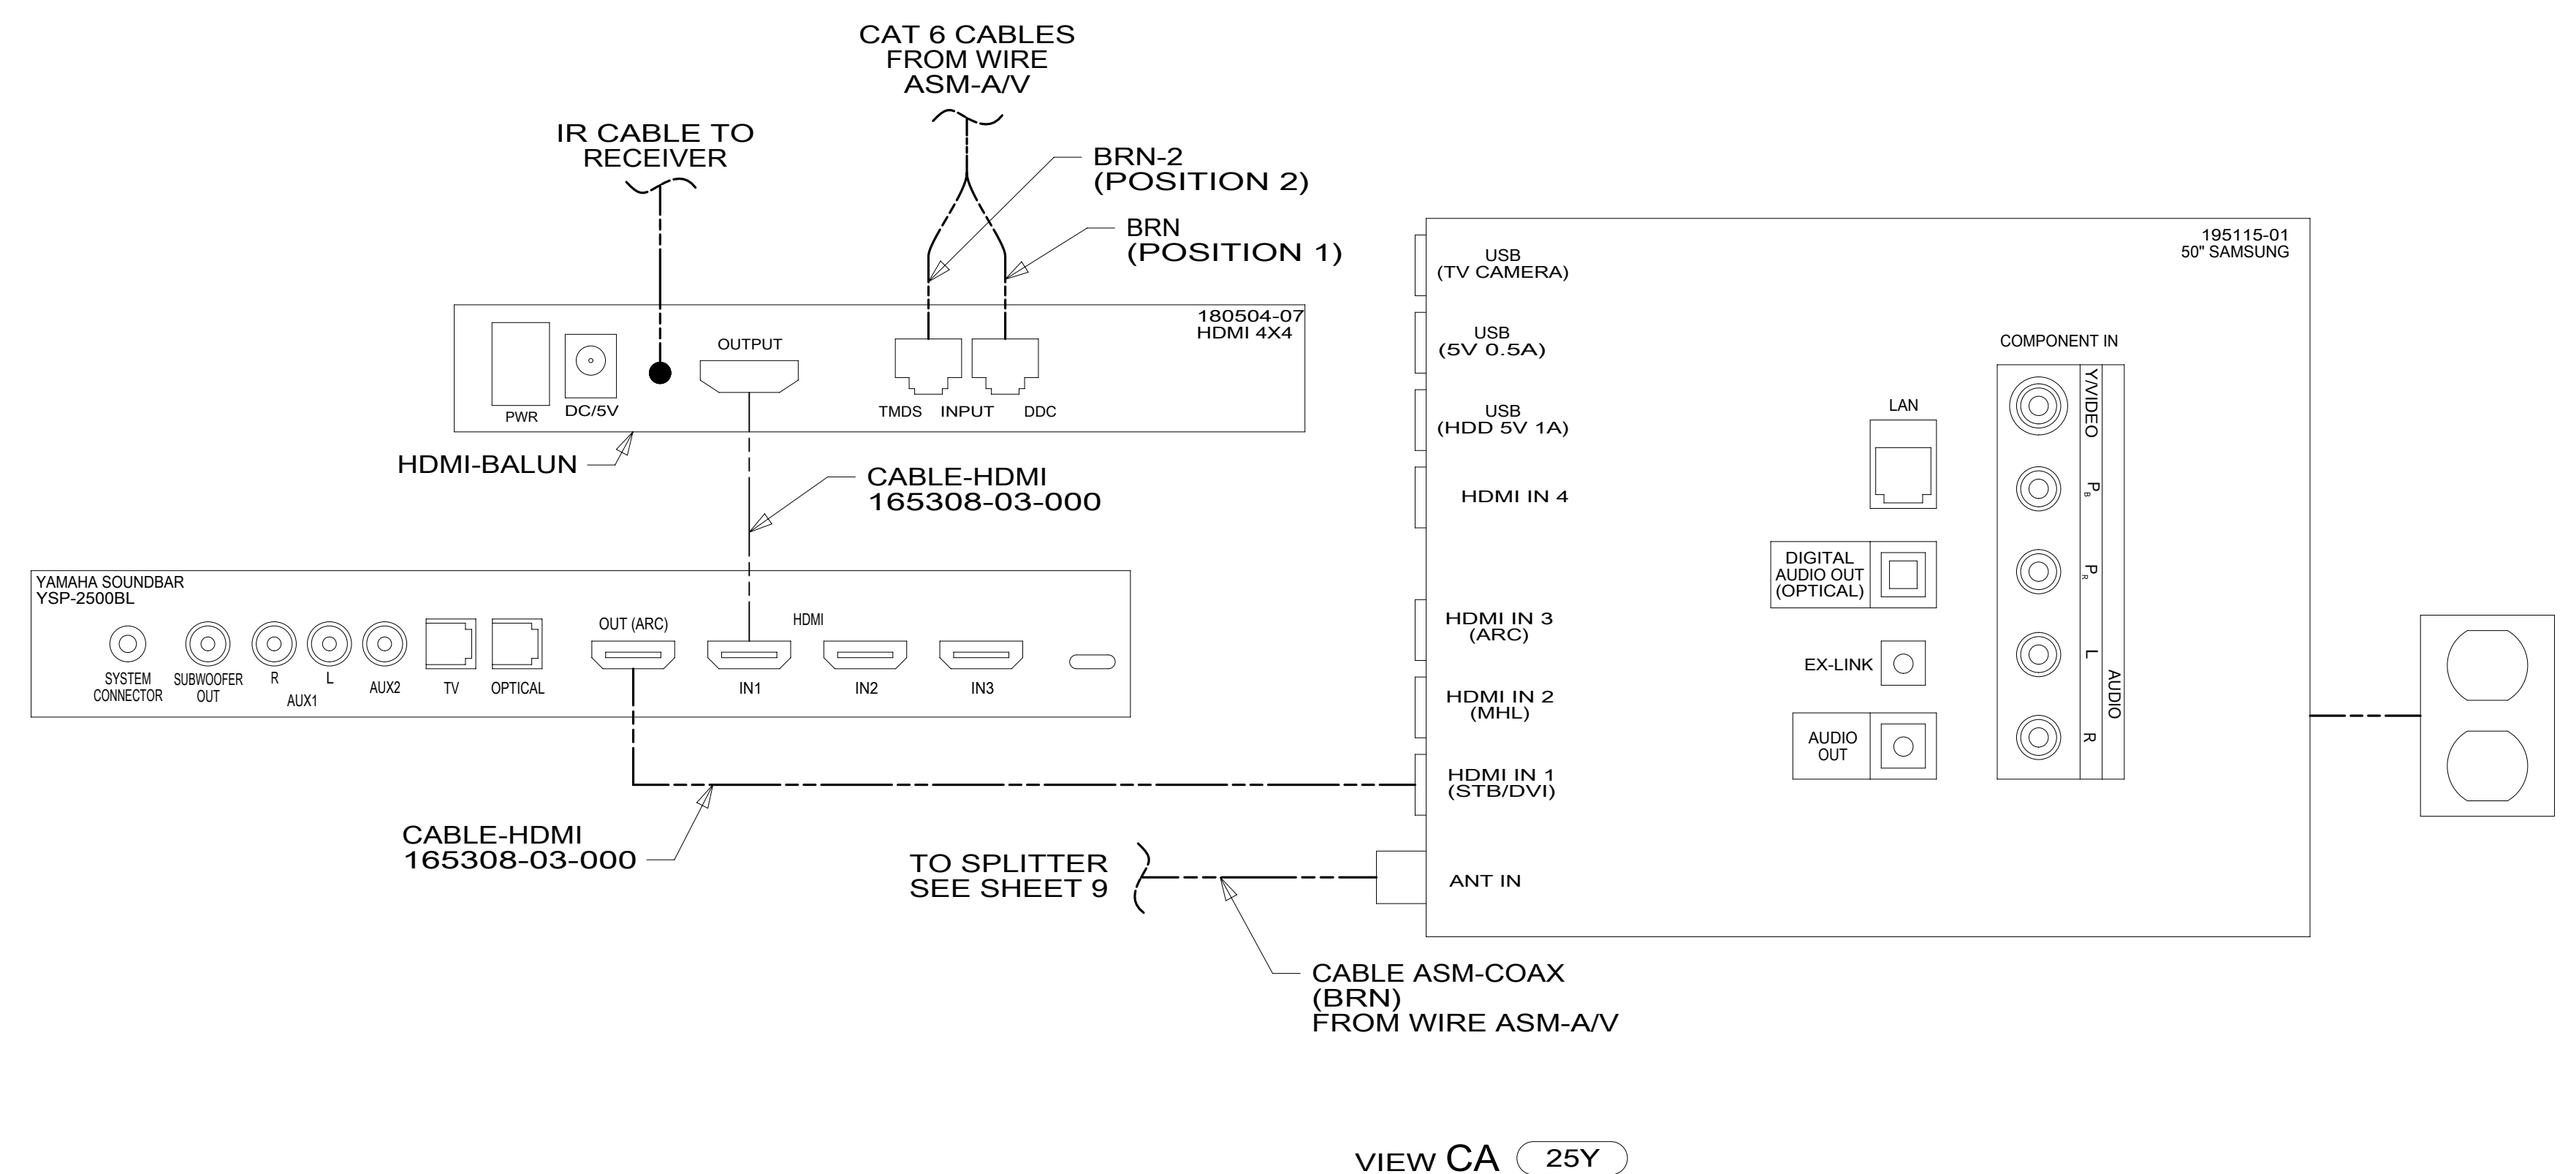 CAT 6 CABLES
FROM WIRE
ASM-A/V
IR CABLE TO
RECEIVER
BRN-2
(POSITION 2)
BRN
(POSITION 1)
180504-07
HDMI 4X4
PWR
DC/5V
OUTPUT
TMDS INPUT DDC
HDMI-BALUN
CABLE-HDMI
165308-03-000
YAMAHA SOUNDBAR
YSP-2500BL
SYSTEM
CONNECTOR
SUBWOOFER
OUT
R
L
AUX1
AUX2
TV
OPTICAL
OUT (ARC)
HDMI
IN1
IN2
IN3
CABLE-HDMI
165308-03-000
TO SPLITTER
SEE SHEET 9
CABLE ASM-COAX
(BRN)
FROM WIRE ASM-A/V
195115-01
50" SAMSUNG
USB
(TV CAMERA)
USB
(5V 0.5A)
USB
(HDD 5V 1A)
HDMI IN 4
HDMI IN 3
(ARC)
HDMI IN 2
(MHL)
HDMI IN 1
(STB/DVI)
ANT IN
LAN
DIGITAL
AUDIO OUT
(OPTICAL)
EX-LINK
AUDIO
OUT
COMPONENT IN
Y/VIDEO
PB
PR
L
R
AUDIO
VIEW CA 25Y